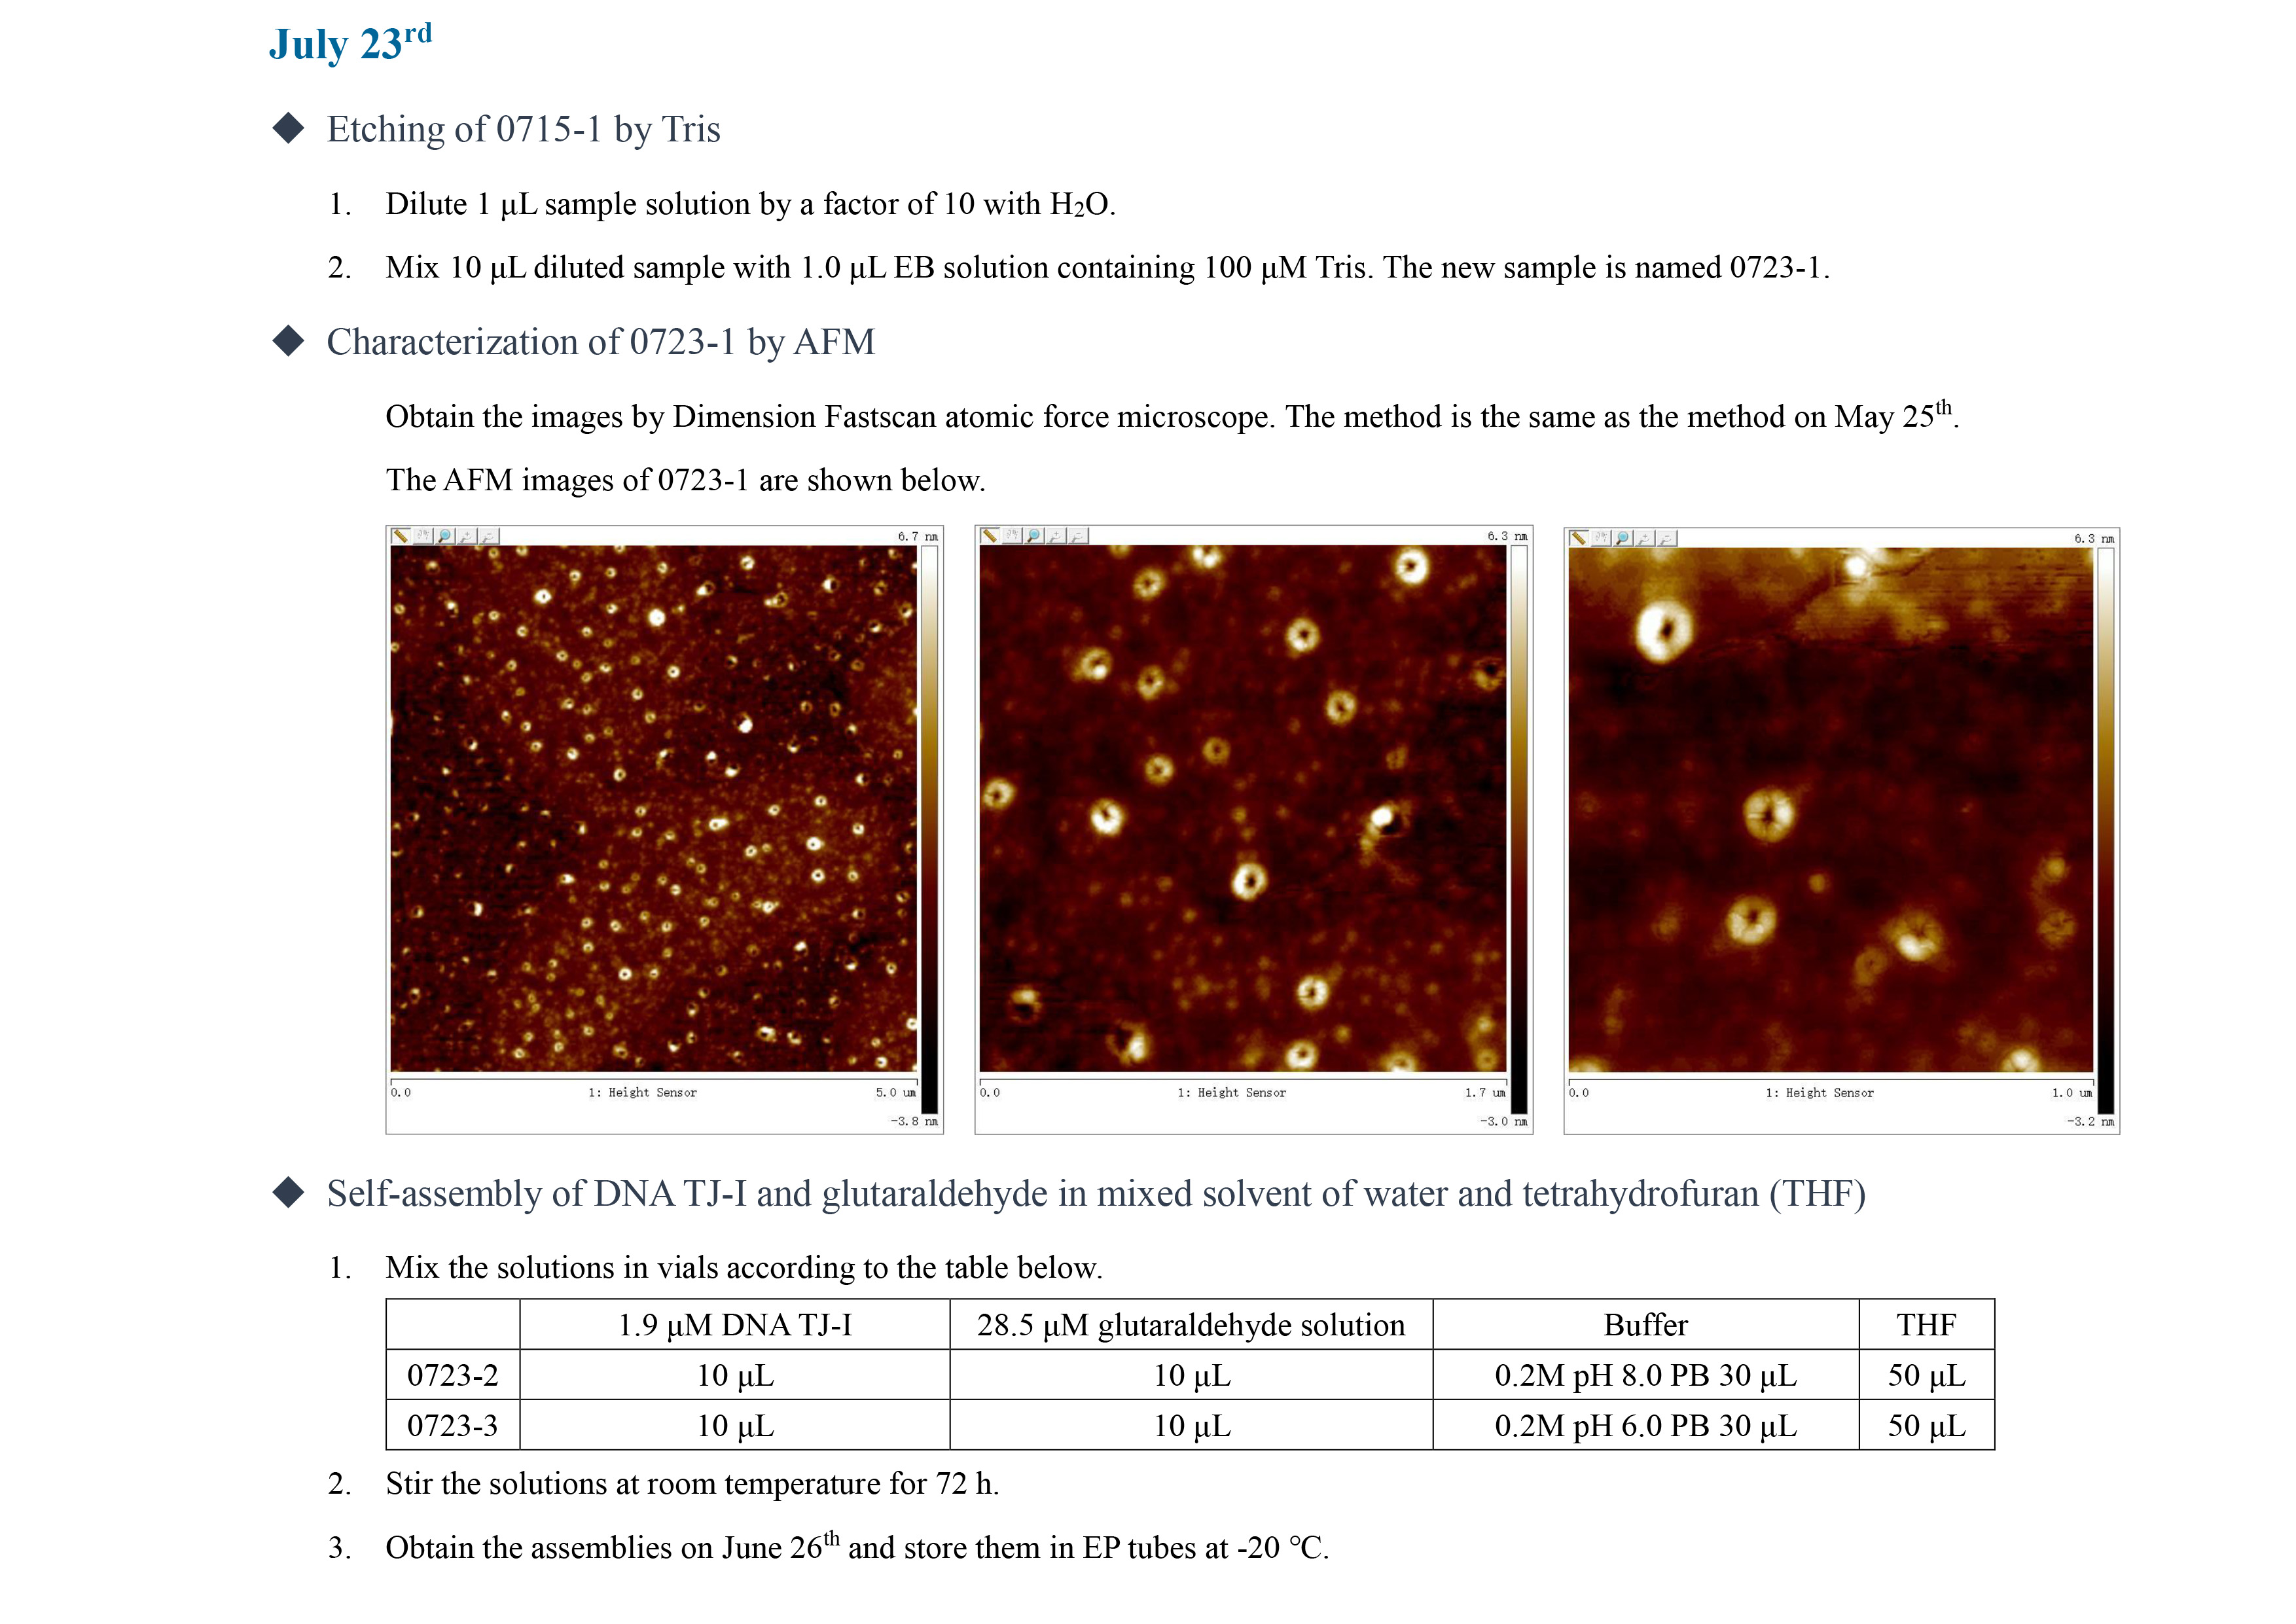 July 23rd
◆ Etching of 0715-1 by Tris
1. Dilute 1 μL sample solution by a factor of 10 with H2O.
2. Mix 10 μL diluted sample with 1.0 μL EB solution containing 100 μM Tris. The new sample is named 0723-1.
◆ Characterization of 0723-1 by AFM
Obtain the images by Dimension Fastscan atomic force microscope. The method is the same as the method on May 25th.
The AFM images of 0723-1 are shown below.
6.7 nm
0.0 1: Height Sensor 5.0 um
-3.8 nm
6.3 nm
0.0 1: Height Sensor 1.7 um
-3.0 nm
6.3 nm
0.0 1: Height Sensor 1.0 um
-3.2 nm
◆ Self-assembly of DNA TJ-I and glutaraldehyde in mixed solvent of water and tetrahydrofuran (THF)
1. Mix the solutions in vials according to the table below.
1.9 μM DNA TJ-I 28.5 μM glutaraldehyde solution Buffer THF
0723-2 10 μL 10 μL 0.2M pH 8.0 PB 30 μL 50 μL
0723-3 10 μL 10 μL 0.2M pH 6.0 PB 30 μL 50 μL
2. Stir the solutions at room temperature for 72 h.
3. Obtain the assemblies on June 26th and store them in EP tubes at -20 ℃.